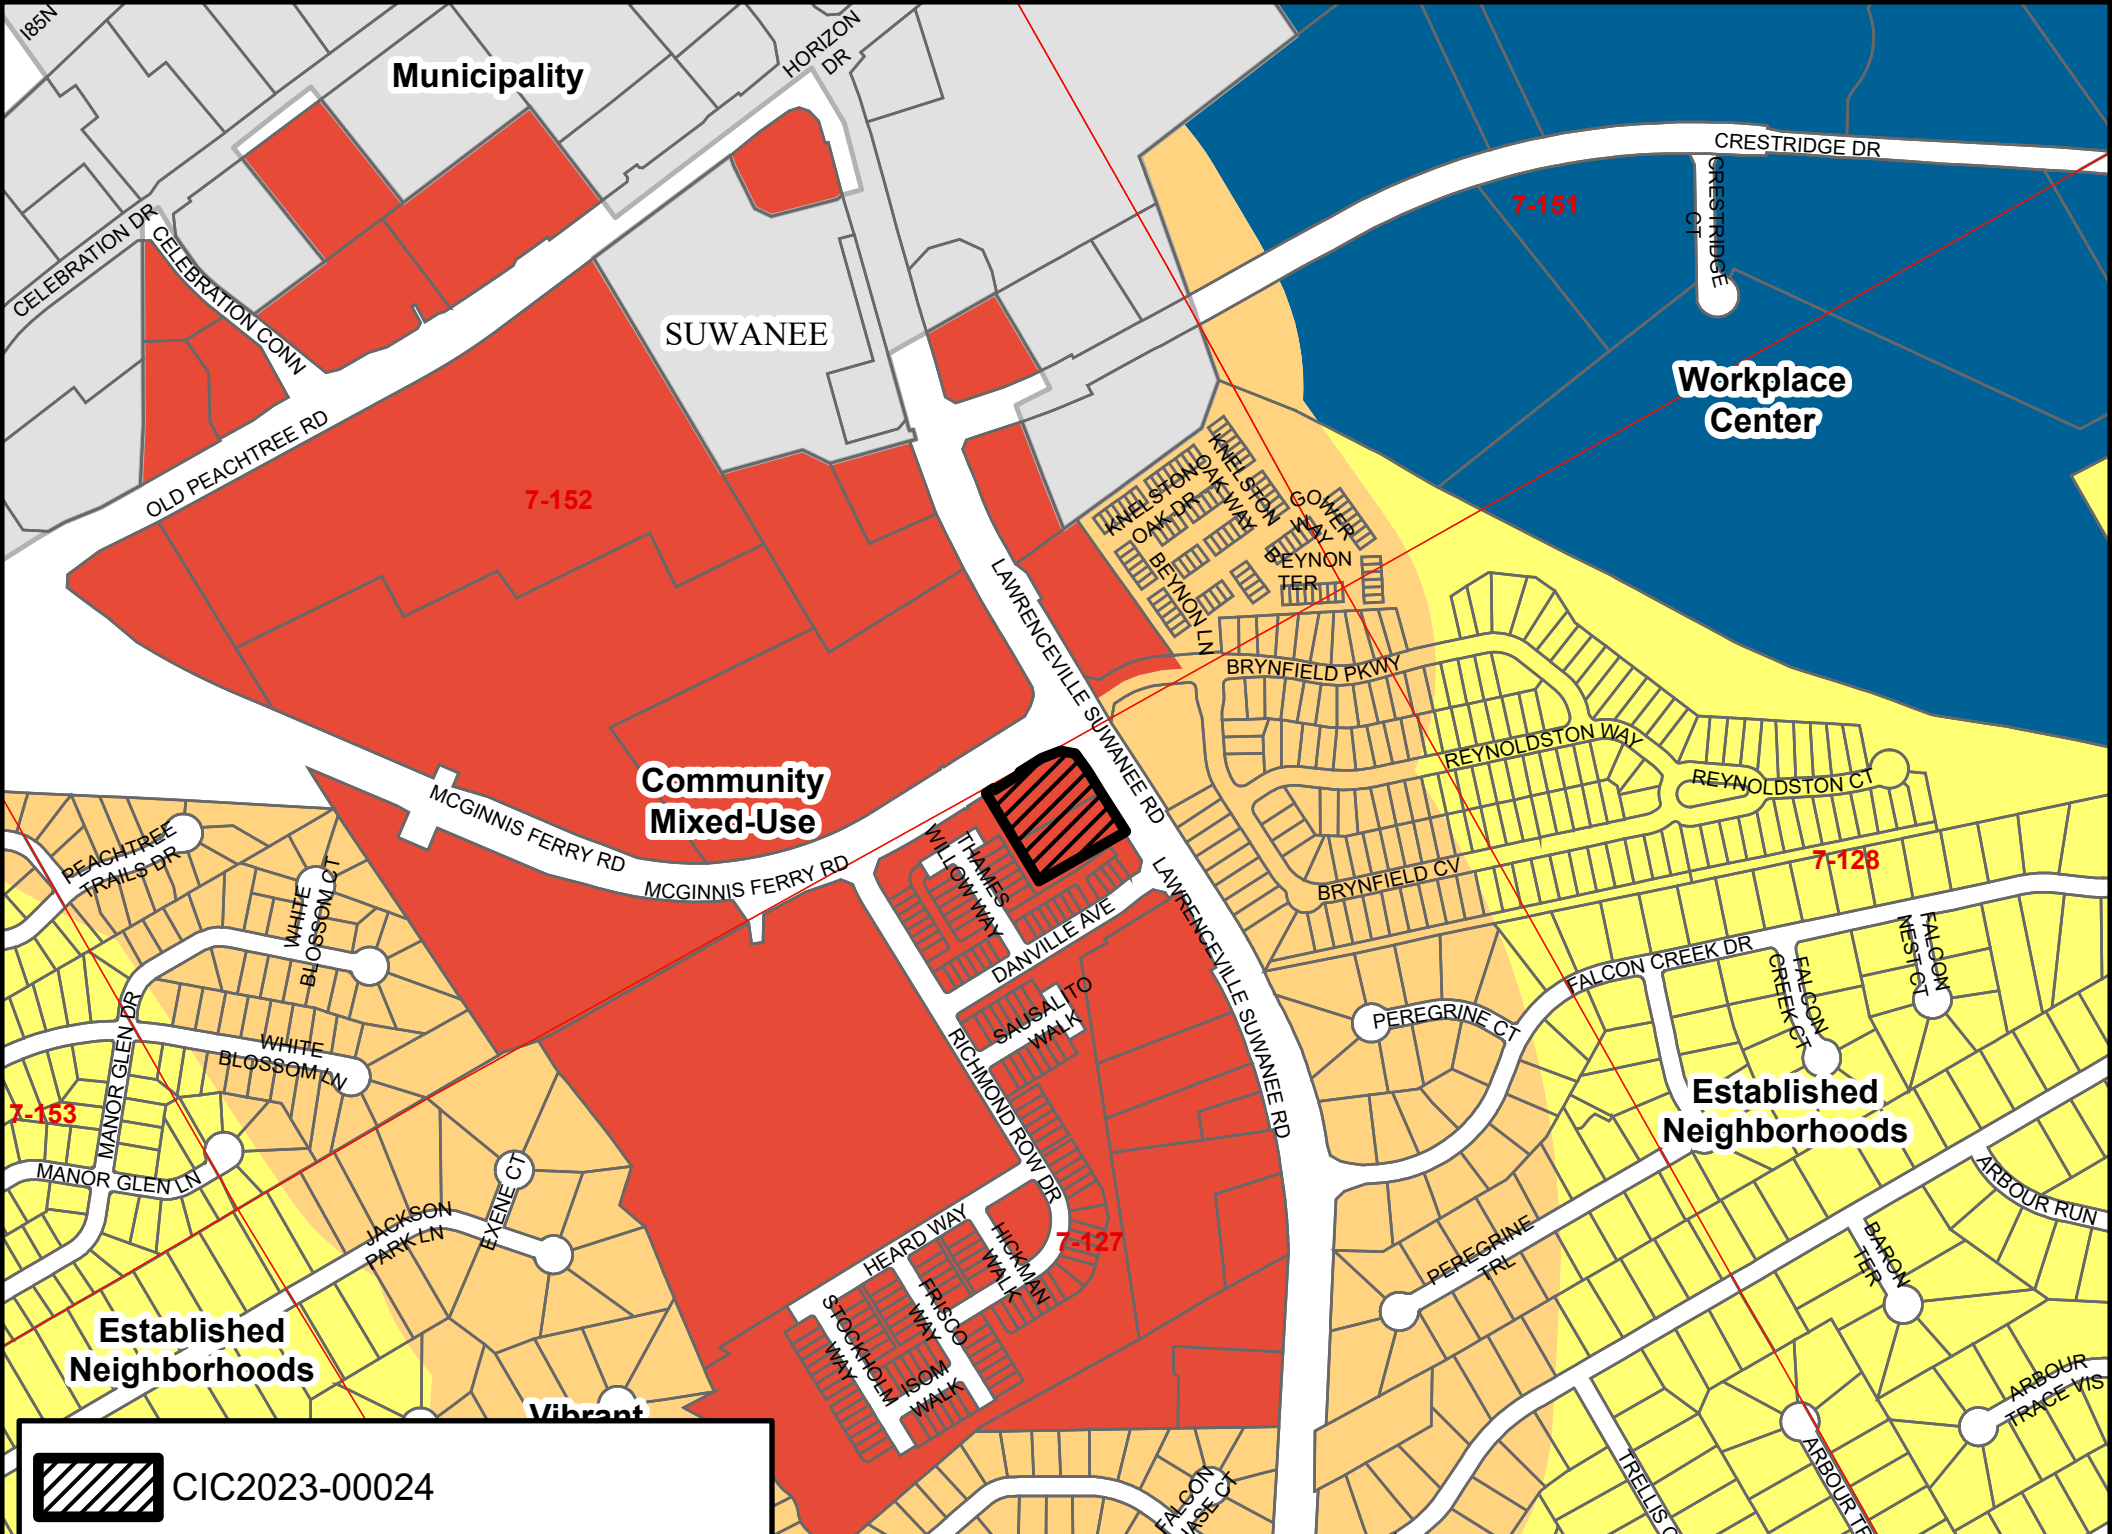 I85N
Municipality
HORIZON
DR
CRESTRIDGE DR
CRESTRIDGE
CT
7-151
CELEBRATION DR
CELEBRATION CONN
SUWANEE
Workplace
Center
OLD PEACHTREE RD
7-152
KNELSTON
OAK DR
KNELSTON
OAK WAY
GOWER
WAY
BEYNON
TER
BEYNON LN
LAWRENCEVILLE SUWANEE RD
BRYNFIELD PKWY
REYNOLDSTON WAY
REYNOLDSTON CT
Community
Mixed-Use
MCGINNIS FERRY RD
MCGINNIS FERRY RD
PEACHTREE
TRAILS DR
WHITE
BLOSSOM CT
THAMES
WILLOW WAY
BRYNFIELD CV
7-128
DANVILLE AVE
LAWRENCEVILLE SUWANEE RD
FALCON CREEK DR
FALCON
NEST CT
FALCON
CREEK CT
SAUSALITO
WALK
PEREGRINE CT
MANOR GLEN DR
WHITE
BLOSSOM LN
RICHMOND ROW DR
7-153
Established
Neighborhoods
MANOR GLEN LN
EXENE CT
JACKSON
PARK LN
HEARD WAY
HICKMAN
WALK
7-127
PEREGRINE
TRL
ARBOUR RUN
BARON
TER
Established
Neighborhoods
STOCKHOLM
WAY
FRISCO
WAY
ISOM
WALK
ARBOUR
TRACE VIS
Vibrant
CIC2023-00024
FALCON
TRELLIS